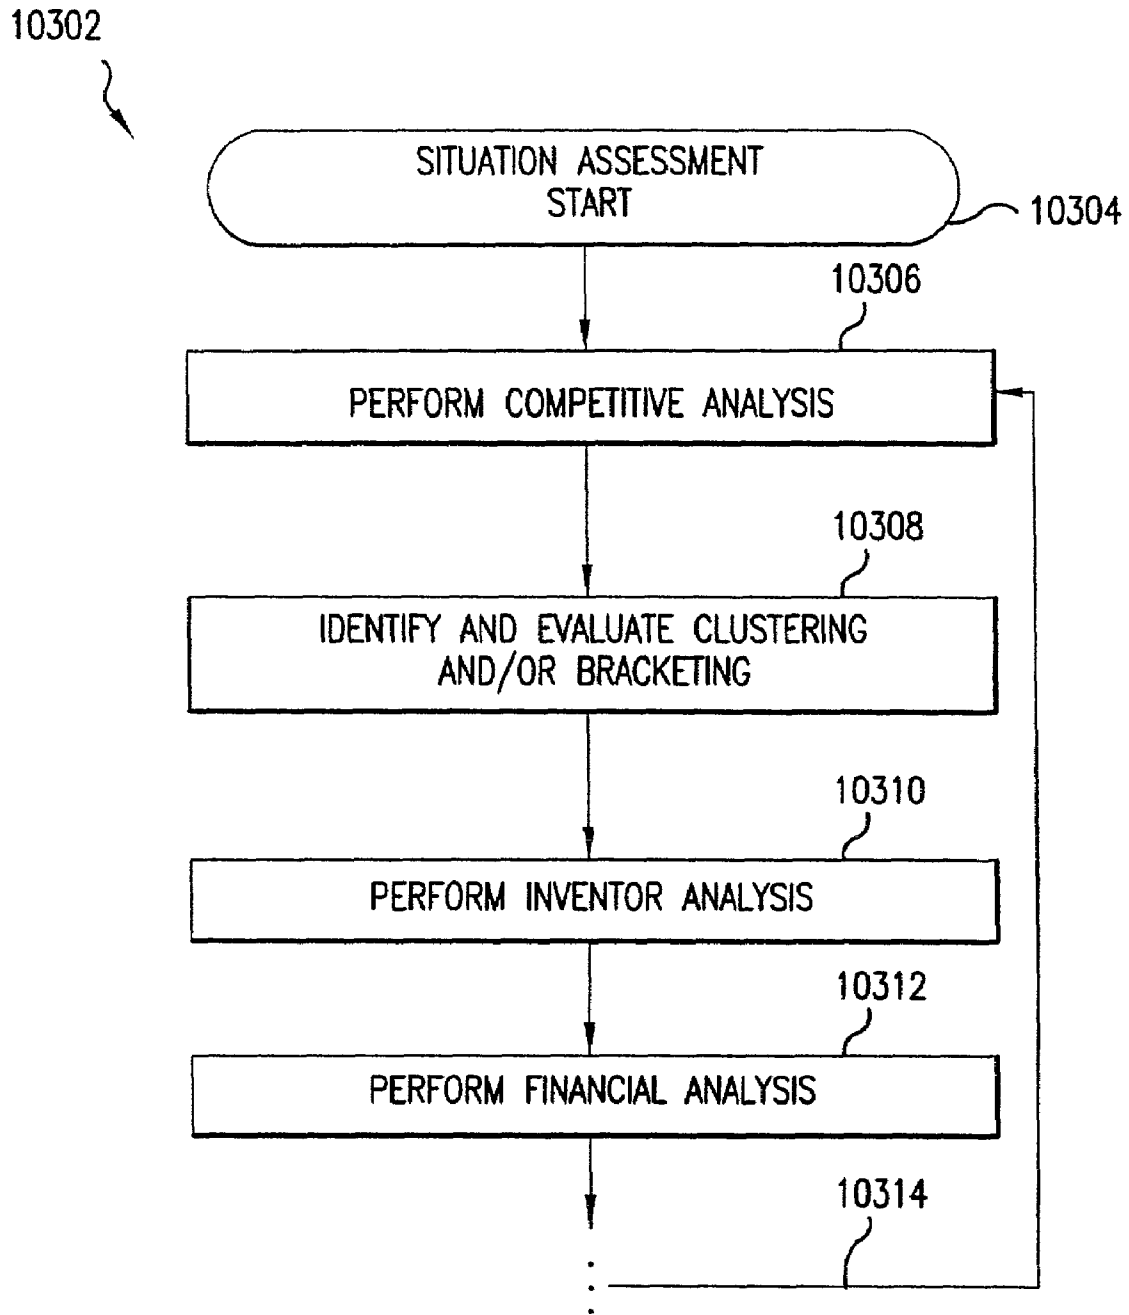 10302
SITUATION ASSESSMENT
START
10304
10306
PERFORM COMPETITIVE ANALYSIS
10308
IDENTIFY AND EVALUATE CLUSTERING
AND/OR BRACKETING
10310
PERFORM INVENTOR ANALYSIS
10312
PERFORM FINANCIAL ANALYSIS
10314